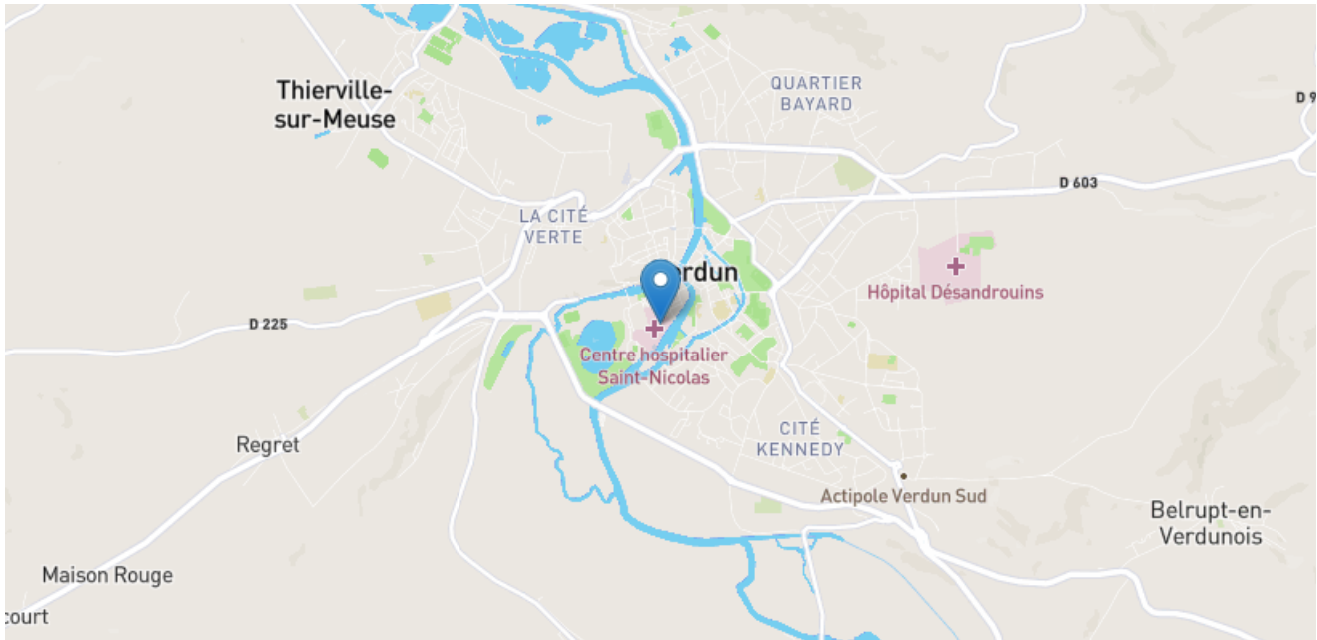 Thierville-
sur-Meuse
QUARTIER
BAYARD
D 9
D 603
LA CITÉ
VERTE
erdun
Hôpital Désandrouins
D 225
Centre hospitalier
Saint-Nicolas
CITÉ
KENNEDY
Regret
Actipole Verdun Sud
Belrupt-en-
Verdunois
Maison Rouge
court